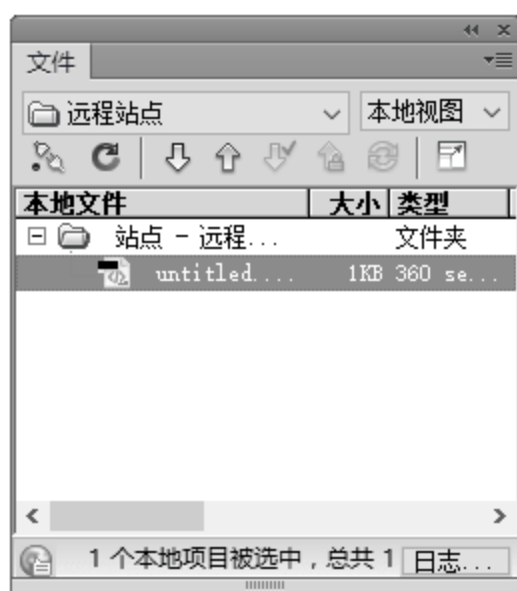 文件
远程站点 本地视图
本地文件 大小 类型
站点 - 远程... 文件夹
untitled.... 1KB 360 se...
1 个本地项目被选中，总共 1 日志...